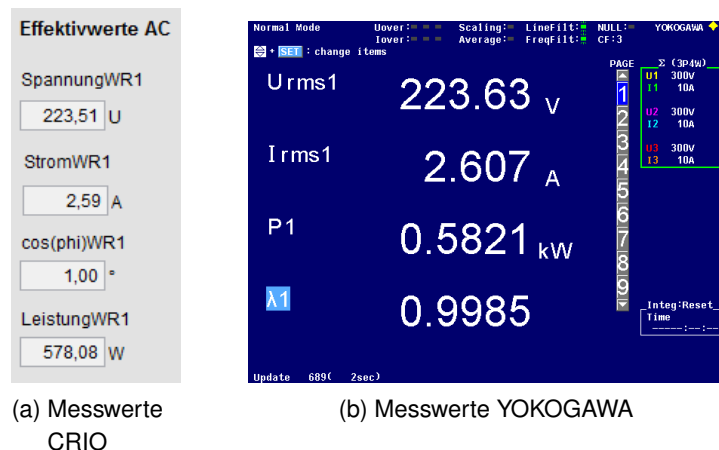 Effektivwerte AC
SpannungWR1
223,51 U
StromWR1
2,59 A
cos(phi)WR1
1,00 °
LeistungWR1
578,08 W
(a) Messwerte
CRIO
Normal Mode Uover: Scaling: LineFilt: NULL: YOKOGAWA
Iover: Average: FreqFilt: CF:3
+ SET : change items
PAGE Σ (3P4W)
Urms1 223.63 V
Irms1 2.607 A
P1 0.5821 kW
λ1 0.9985
1
2
3
4
5
6
7
8
9
U1 300V
I1 10A
U2 300V
I2 10A
U3 300V
I3 10A
Integ:Reset
Time
-----:--:--
Update 689( 2sec)
(b) Messwerte YOKOGAWA